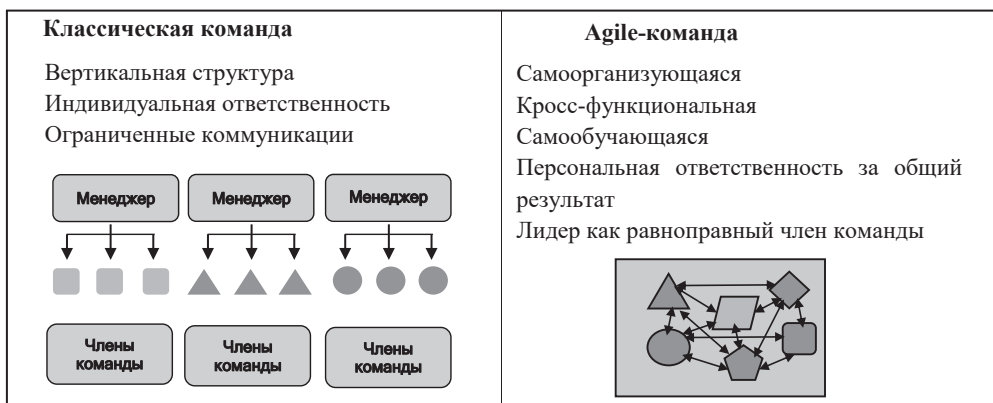 Классическая команда
Вертикальная структура
Индивидуальная ответственность
Ограниченные коммуникации
Менеджер
Менеджер
Менеджер
Члены
команды
Члены
команды
Члены
команды
Agile-команда
Самоорганизующаяся
Кросс-функциональная
Самообучающаяся
Персональная ответственность за общий
результат
Лидер как равноправный член команды